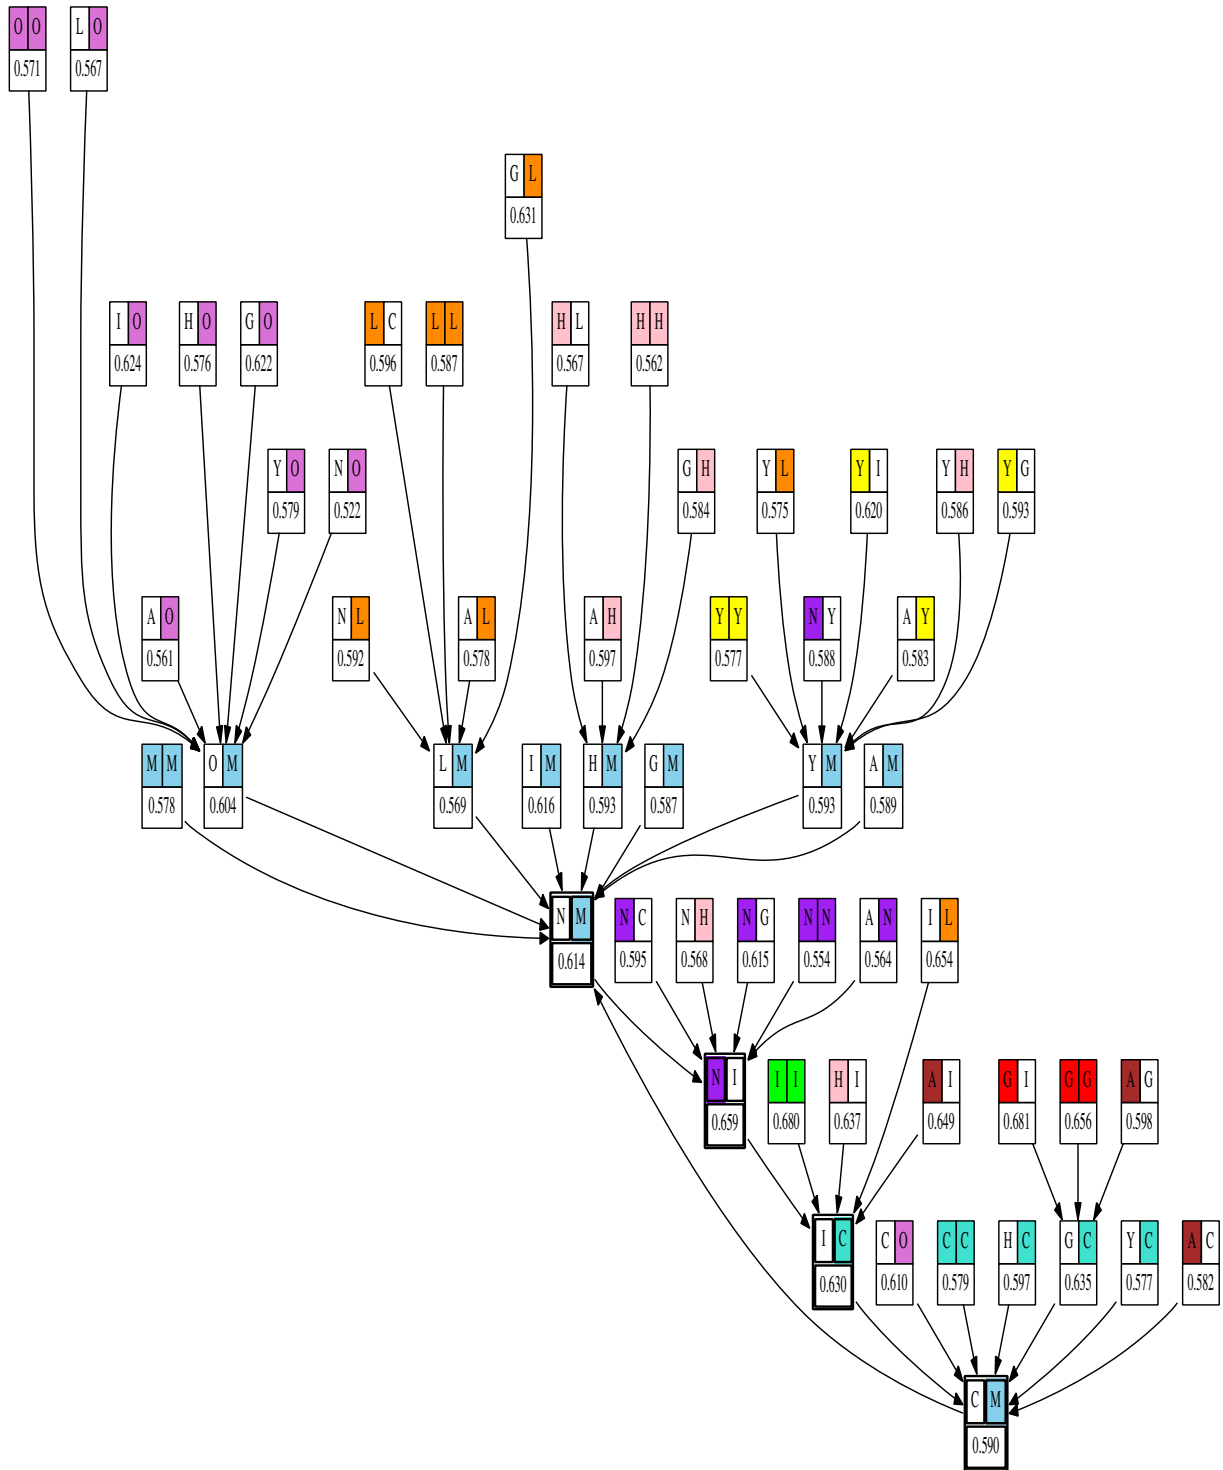 O O L O
0.571 0.567
G L
0.631
I O H O G O L C L L H L H H
0.624 0.576 0.622 0.596 0.587 0.567 0.562
Y O N O G H Y L Y I Y H Y G
0.579 0.522 0.584 0.575 0.620 0.586 0.593
A O N L A L A H Y Y N Y A Y
0.561 0.592 0.578 0.597 0.577 0.588 0.583
M M O M L M I M H M G M Y M A M
0.578 0.604 0.569 0.616 0.593 0.587 0.593 0.589
N M N C N H N G N N A N I L
0.614 0.595 0.568 0.615 0.554 0.564 0.654
N I I I H I A I G I G G A G
0.659 0.680 0.637 0.649 0.681 0.656 0.598
I C C O C C H C G C Y C A C
0.630 0.610 0.579 0.597 0.635 0.577 0.582
C M
0.590